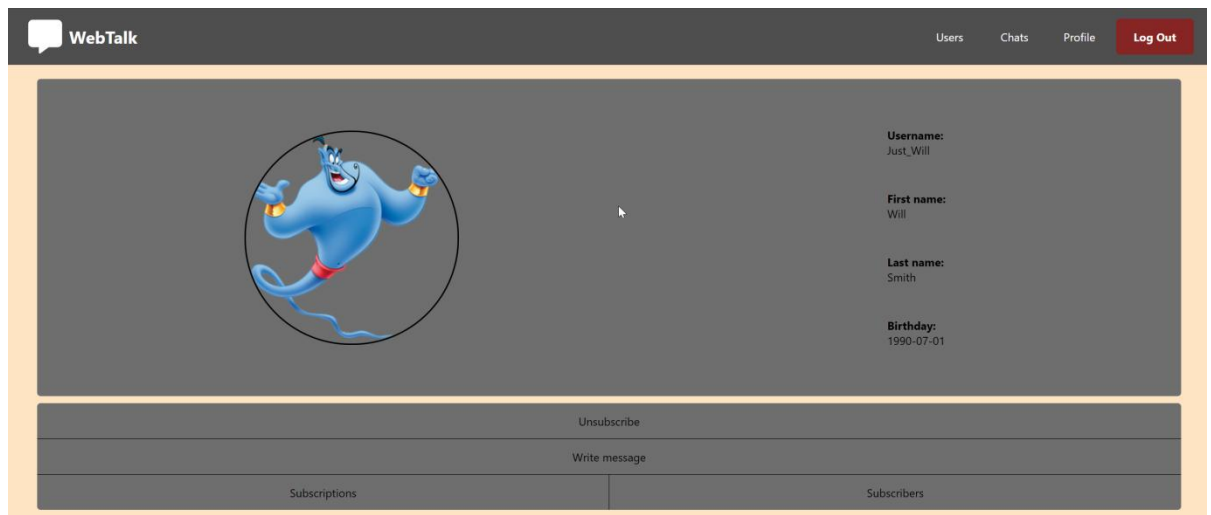 WebTalk
Users
Chats
Profile
Log Out
Username:
Just_Will
First name:
Will
Last name:
Smith
Birthday:
1990-07-01
Unsubscribe
Write message
Subscriptions
Subscribers